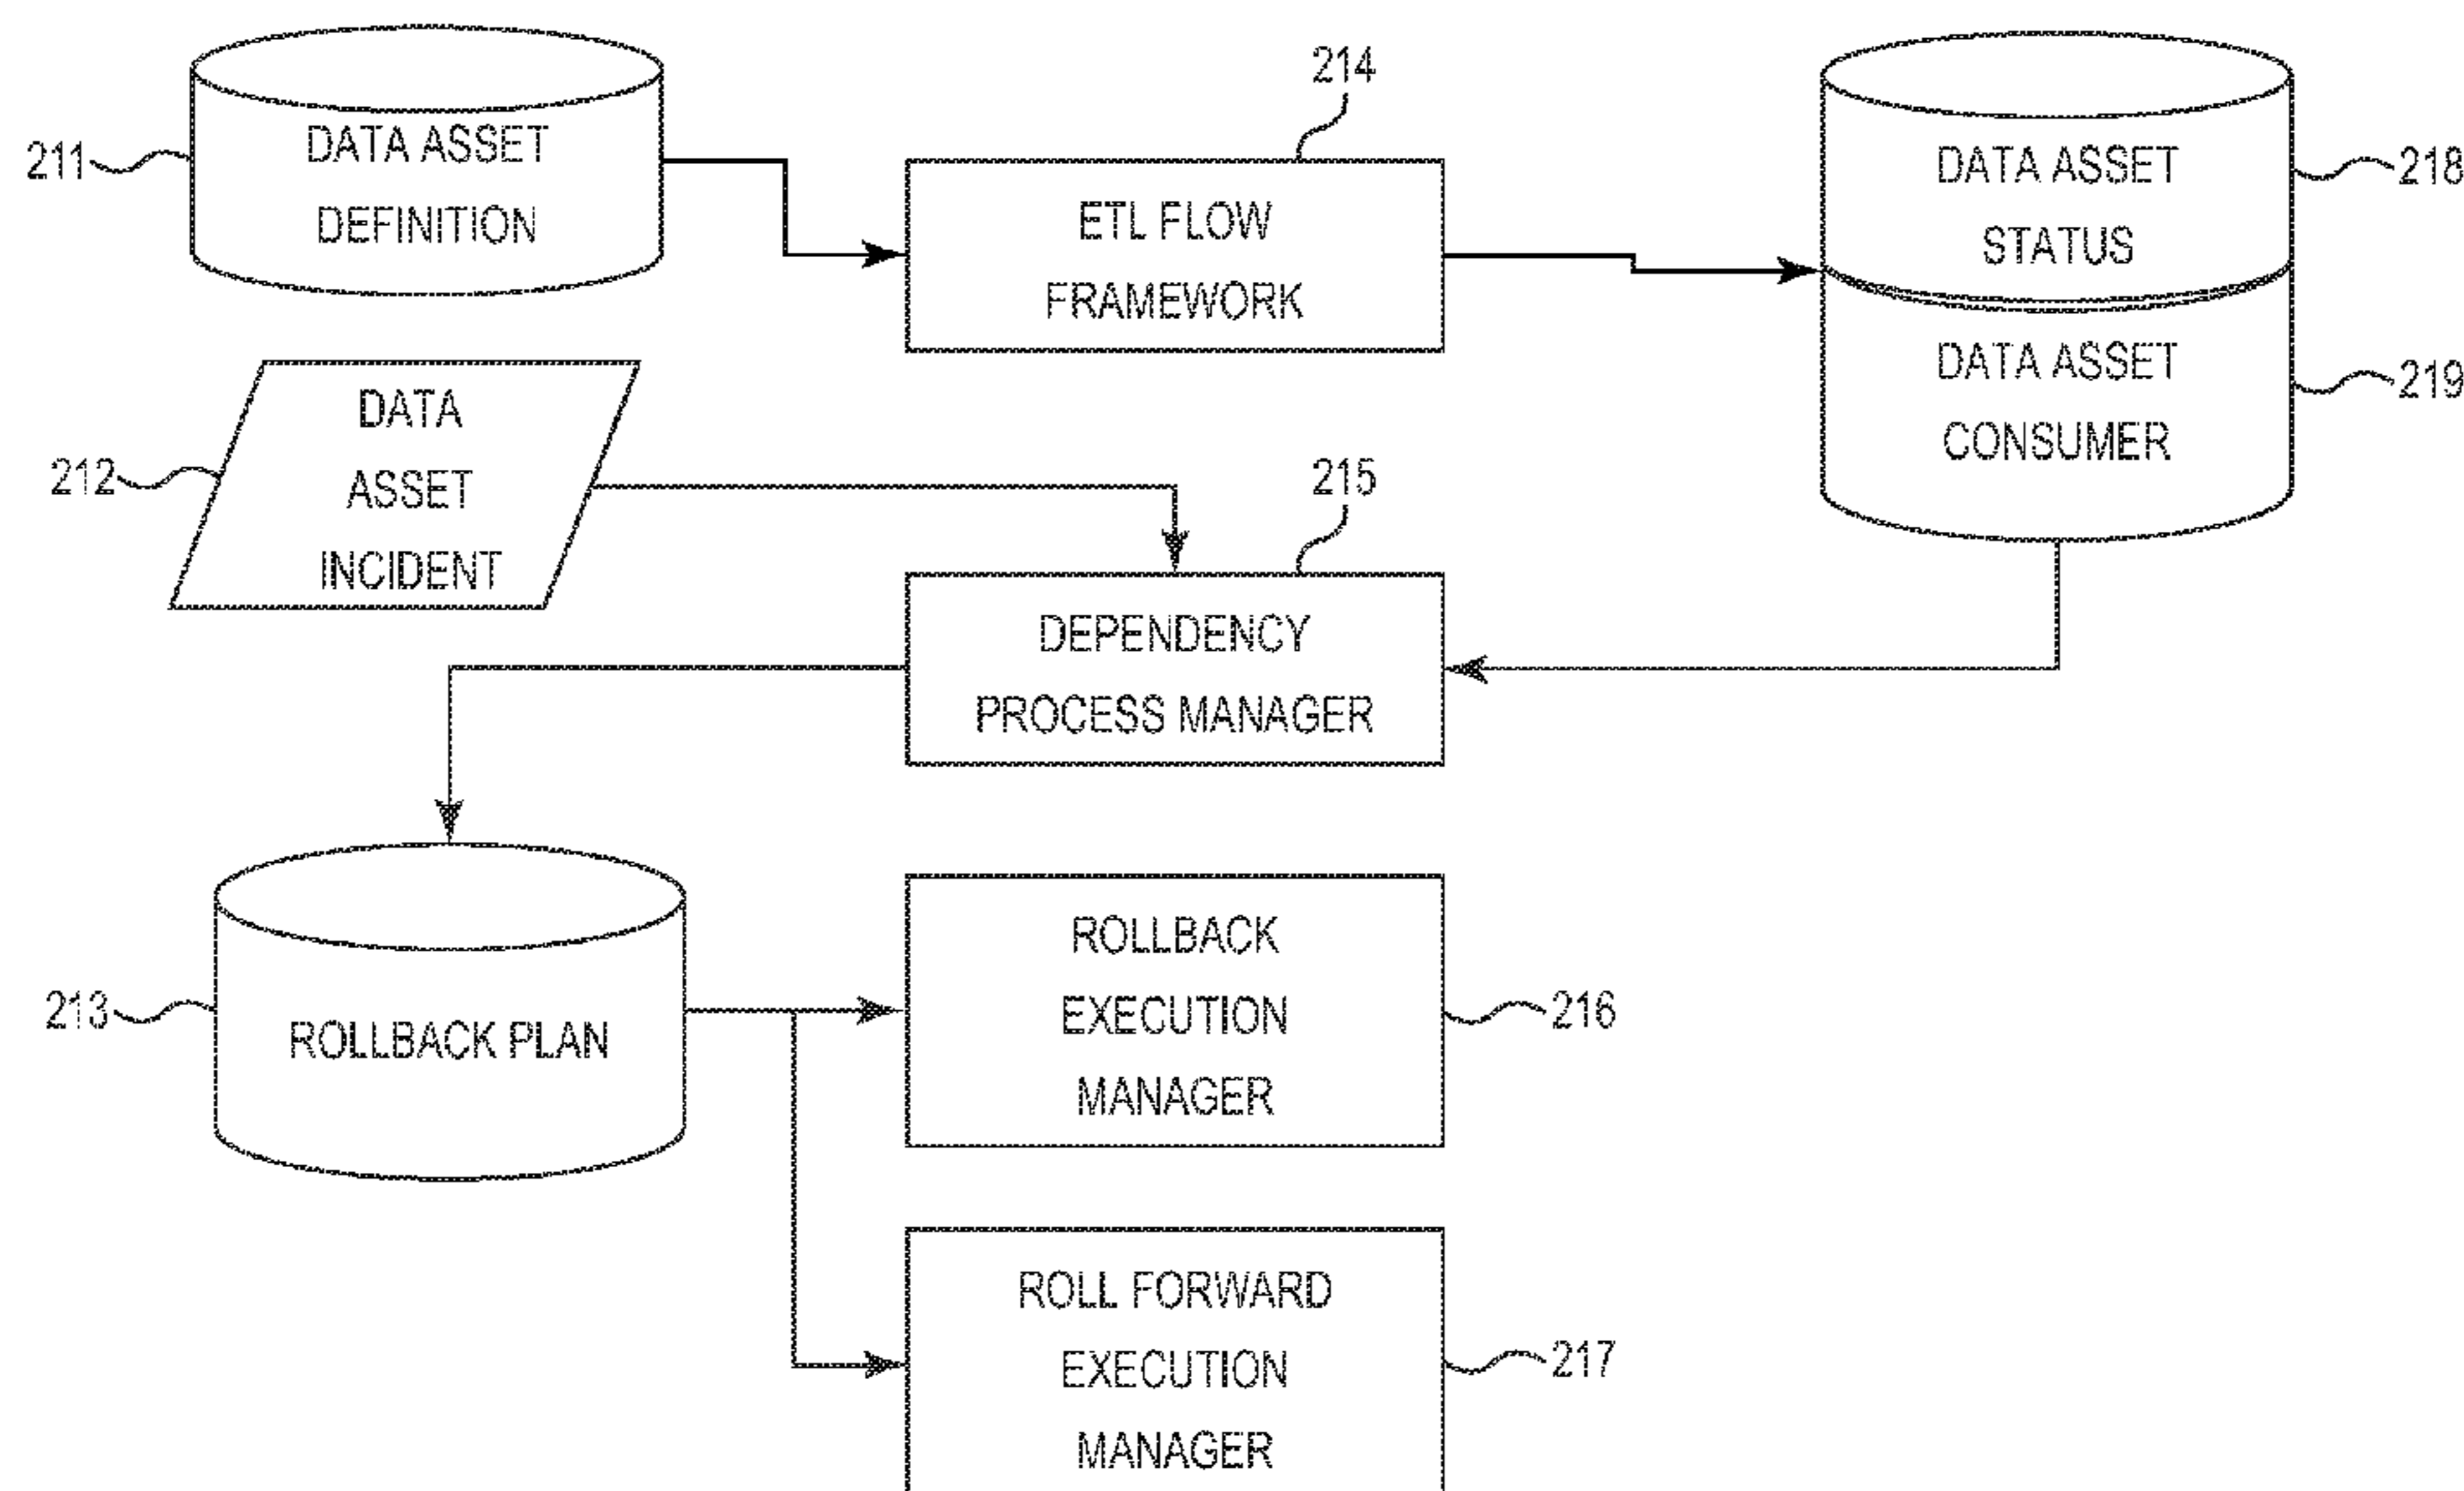 211
DATA ASSET
DEFINITION
214
ETL FLOW
FRAMEWORK
DATA ASSET
STATUS
218
DATA ASSET
CONSUMER
219
212
DATA
ASSET
INCIDENT
215
DEPENDENCY
PROCESS MANAGER
213
ROLLBACK PLAN
ROLLBACK
EXECUTION
MANAGER
216
ROLL FORWARD
EXECUTION
MANAGER
217